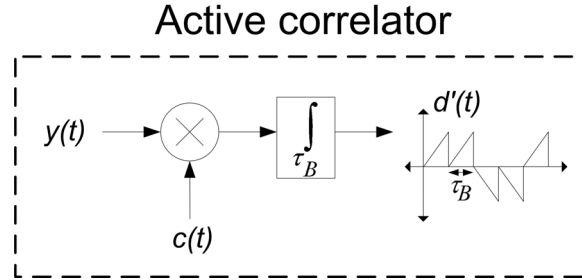 Active correlator
y(t)
∫
τB
c(t)
d'(t)
τB